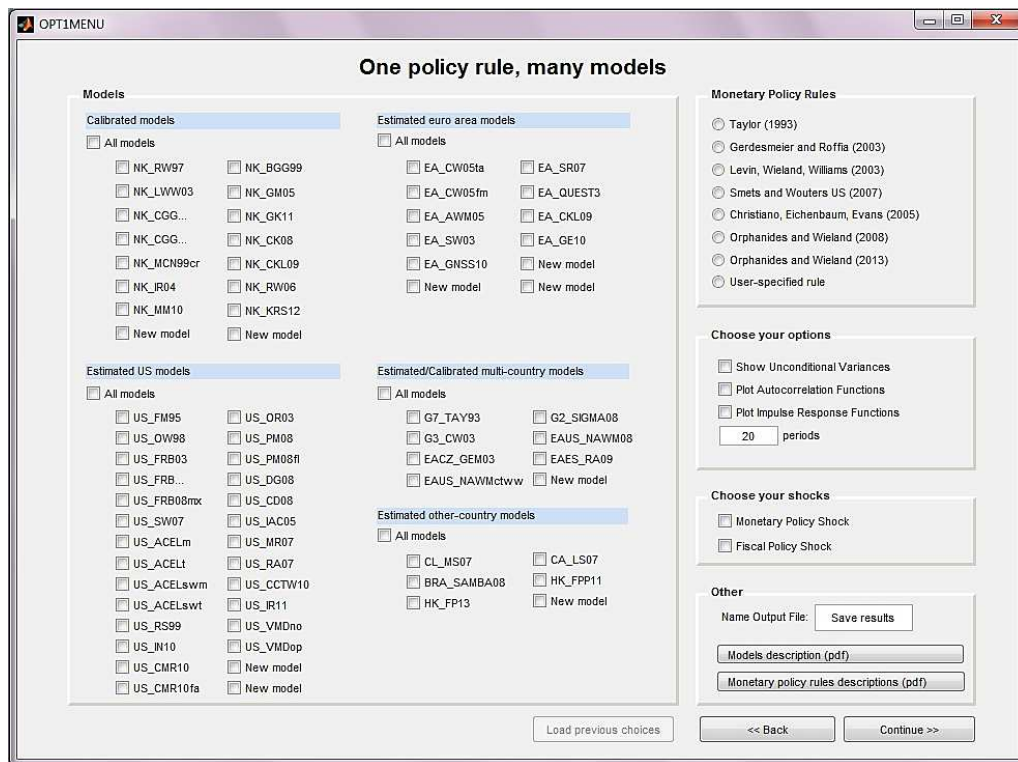 OPT1MENU
One policy rule, many models
Models
Calibrated models
All models
NK_RW97
NK_BGG99
NK_LWW03
NK_GM05
NK_CGG...
NK_GK11
NK_CGG...
NK_CK08
NK_MCN99cr
NK_CKL09
NK_IR04
NK_RW06
NK_MM10
NK_KRS12
New model
New model
Estimated euro area models
All models
EA_CW05ta
EA_SR07
EA_CW05fm
EA_QUEST3
EA_AWM05
EA_CKL09
EA_SW03
EA_GE10
EA_GNSS10
New model
New model
New model
Estimated US models
All models
US_FM95
US_OR03
US_OW98
US_PM08
US_FRB03
US_PM08fl
US_FRB...
US_DG08
US_FRB08mx
US_CD08
US_SW07
US_IAC05
US_ACELm
US_MR07
US_ACELt
US_RA07
US_ACELswm
US_CCTW10
US_ACELswt
US_IR11
US_RS99
US_VMDno
US_IN10
US_VMDop
US_CMR10
New model
US_CMR10fa
New model
Estimated/Calibrated multi-country models
All models
G7_TAY93
G2_SIGMA08
G3_CW03
EAUS_NAWM08
EACZ_GEM03
EAES_RA09
EAUS_NAWMctww
New model
Estimated other-country models
All models
CL_MS07
CA_LS07
BRA_SAMBA08
HK_FPP11
HK_FP13
New model
Monetary Policy Rules
Taylor (1993)
Gerdesmeier and Roffia (2003)
Levin, Wieland, Williams (2003)
Smets and Wouters US (2007)
Christiano, Eichenbaum, Evans (2005)
Orphanides and Wieland (2008)
Orphanides and Wieland (2013)
User-specified rule
Choose your options
Show Unconditional Variances
Plot Autocorrelation Functions
Plot Impulse Response Functions
20 periods
Choose your shocks
Monetary Policy Shock
Fiscal Policy Shock
Other
Name Output File: Save results
Models description (pdf)
Monetary policy rules descriptions (pdf)
Load previous choices
<< Back
Continue >>